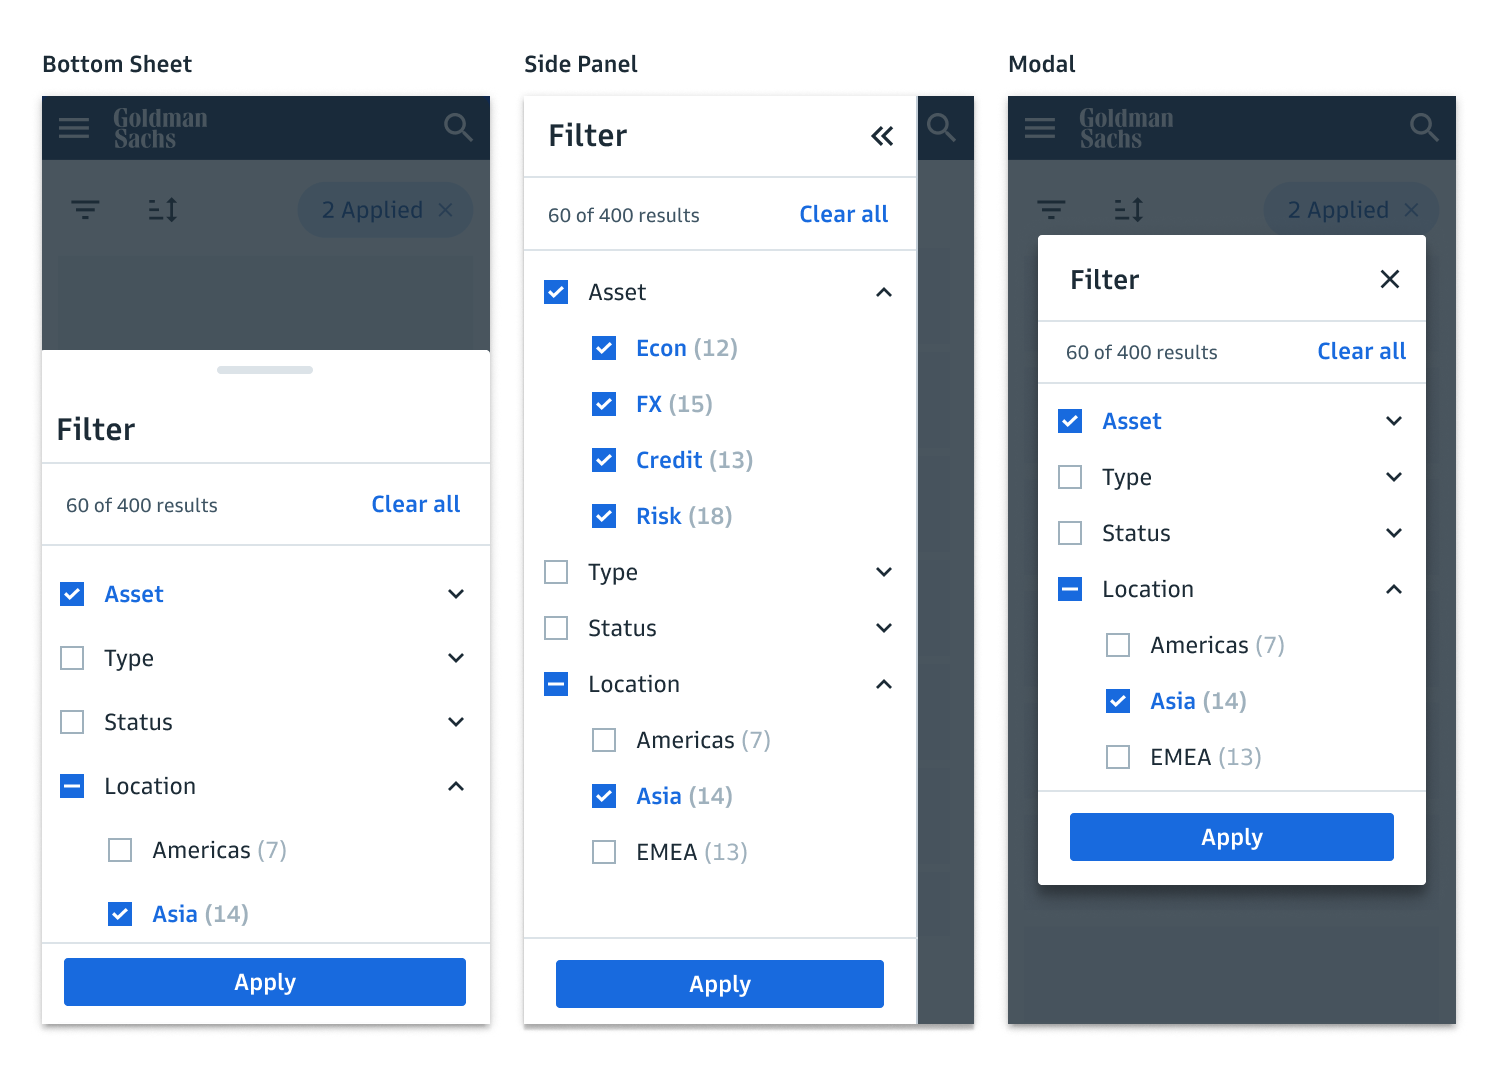 Bottom Sheet
Goldman
Sachs
2 Applied
Filter
60 of 400 results Clear all
Asset
Type
Status
Location
Americas (7)
Asia (14)
Apply
Side Panel
Filter
60 of 400 results Clear all
Asset
Econ (12)
FX (15)
Credit (13)
Risk (18)
Type
Status
Location
Americas (7)
Asia (14)
EMEA (13)
Apply
Modal
Goldman
Sachs
2 Applied
Filter
60 of 400 results Clear all
Asset
Type
Status
Location
Americas (7)
Asia (14)
EMEA (13)
Apply